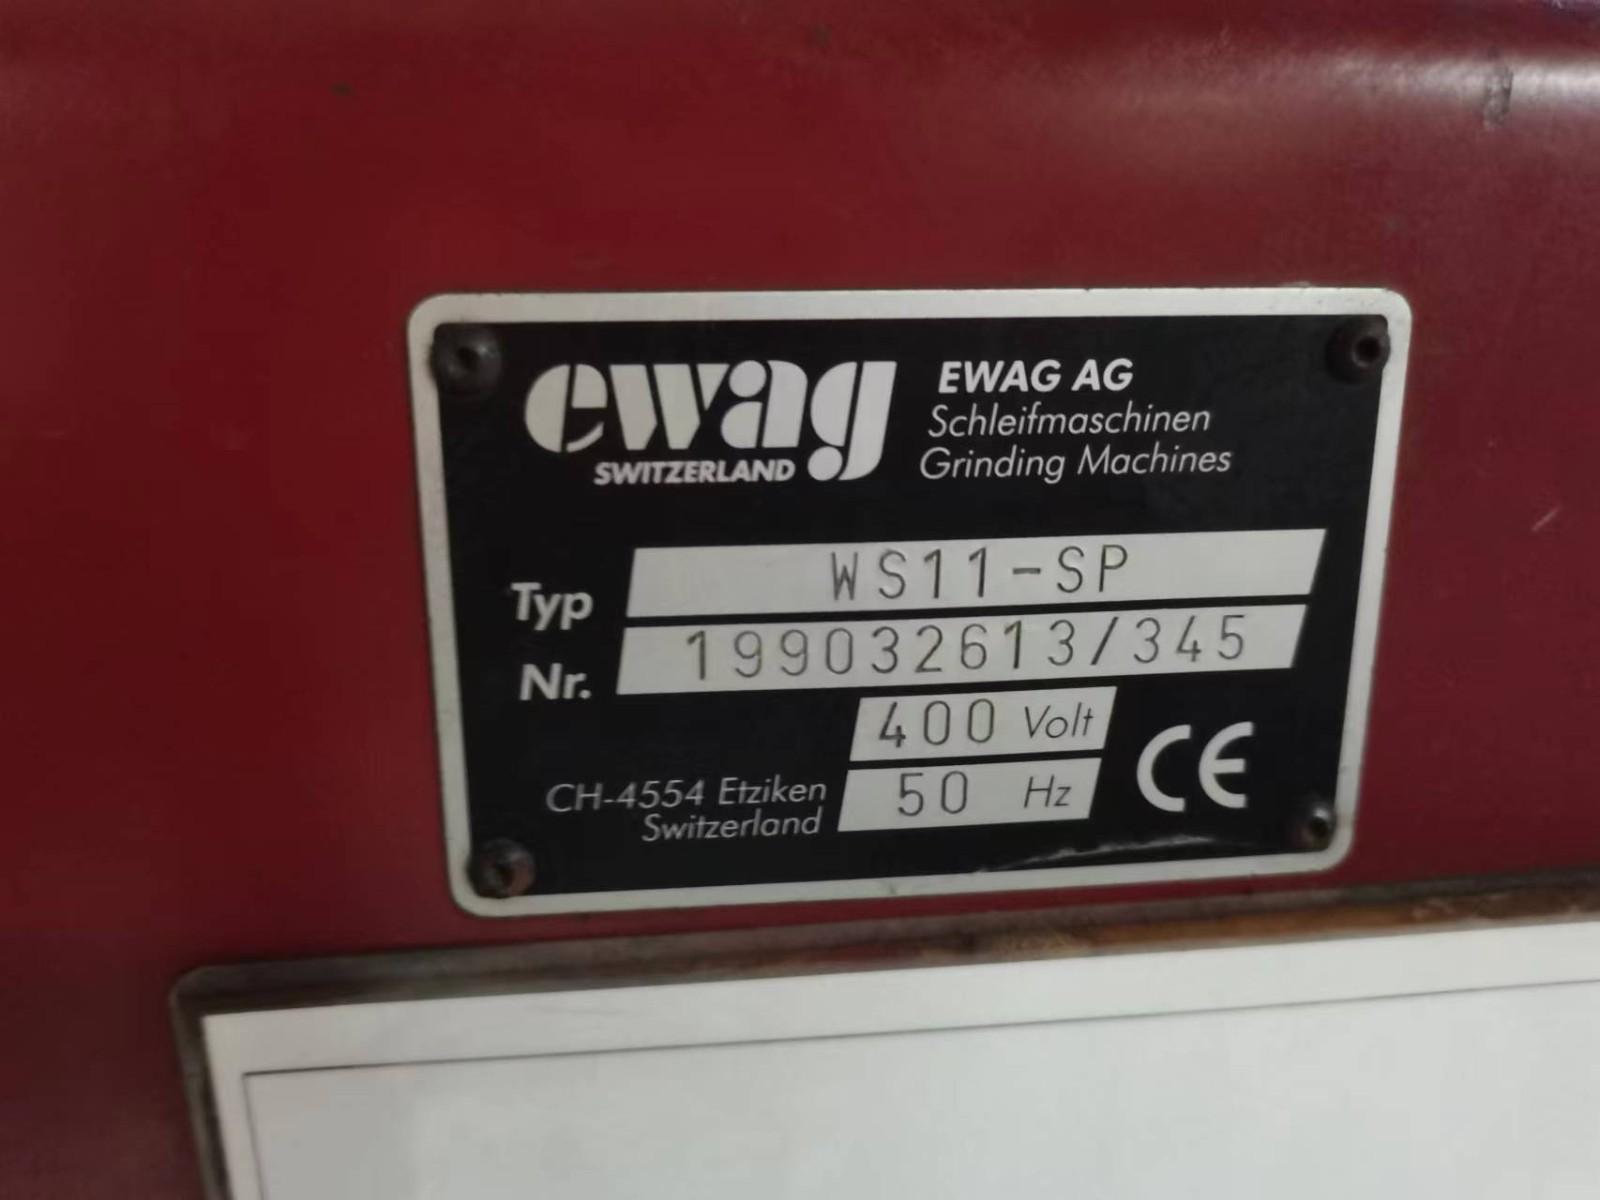 ewag
SWITZERLAND
EWAG AG
Schleifmaschinen
Grinding Machines
Typ WS11-SP
Nr. 199032613/345
400 Volt
50 Hz
CH-4554 Etziken
Switzerland
CE